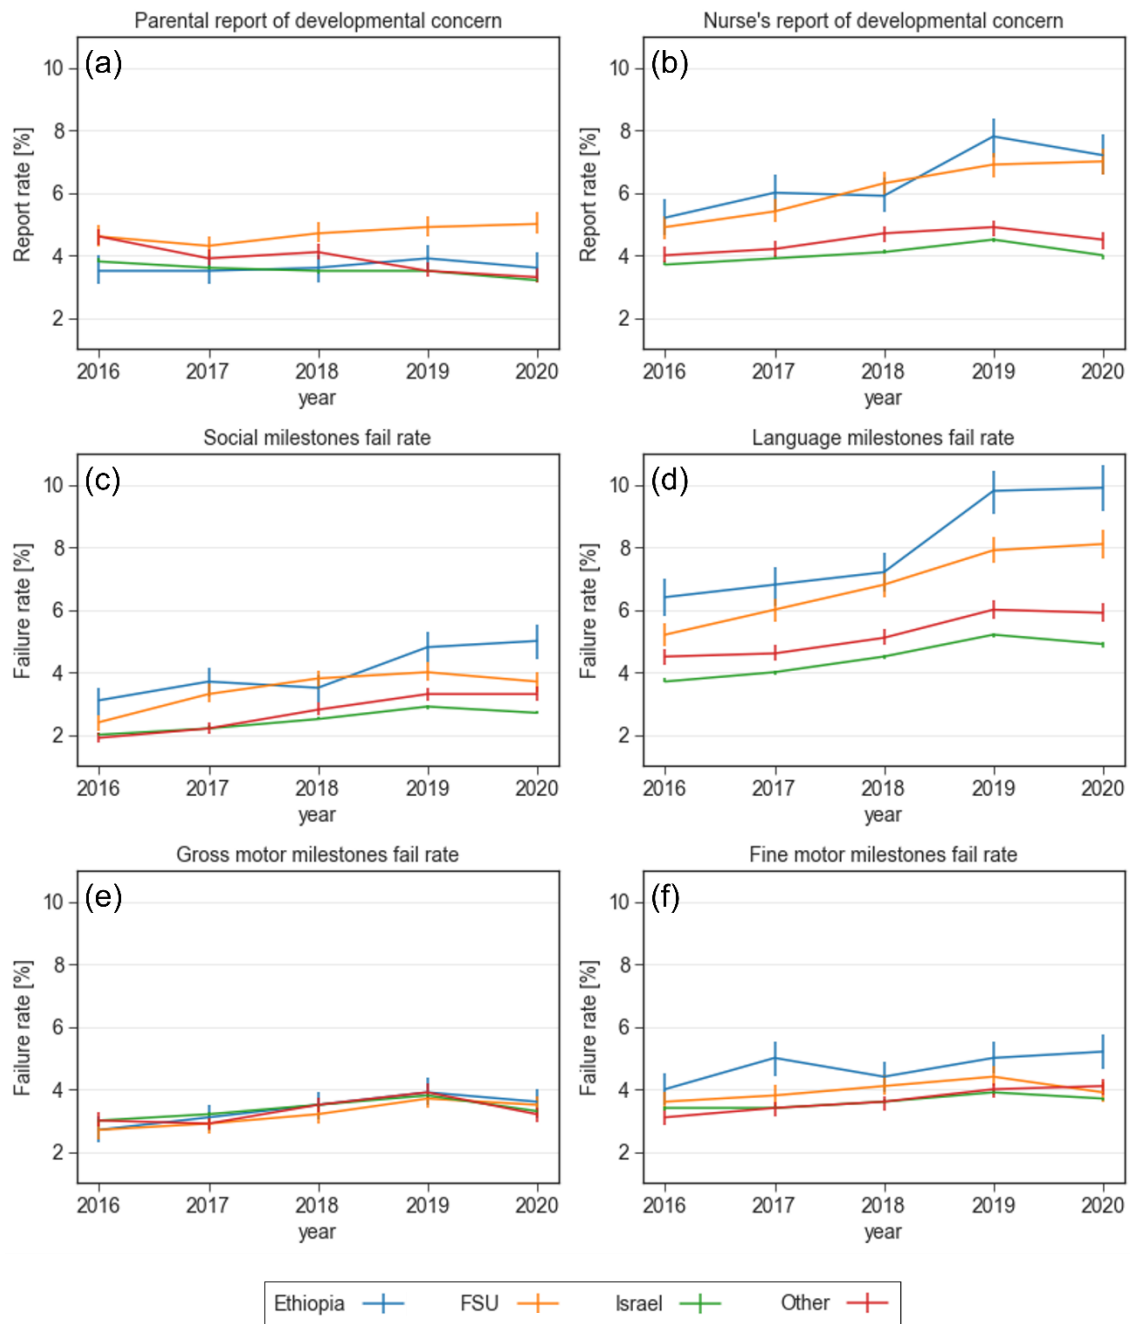 Parental report of developmental concern
(a)
10
8
6
4
2
Report rate [%]
2016 2017 2018 2019 2020
year
Nurse's report of developmental concern
(b)
10
8
6
4
2
Report rate [%]
2016 2017 2018 2019 2020
year
Social milestones fail rate
(c)
10
8
6
4
2
Failure rate [%]
2016 2017 2018 2019 2020
year
Language milestones fail rate
(d)
10
8
6
4
2
Failure rate [%]
2016 2017 2018 2019 2020
year
Gross motor milestones fail rate
(e)
10
8
6
4
2
Failure rate [%]
2016 2017 2018 2019 2020
year
Fine motor milestones fail rate
(f)
10
8
6
4
2
Failure rate [%]
2016 2017 2018 2019 2020
year
Ethiopia FSU Israel Other